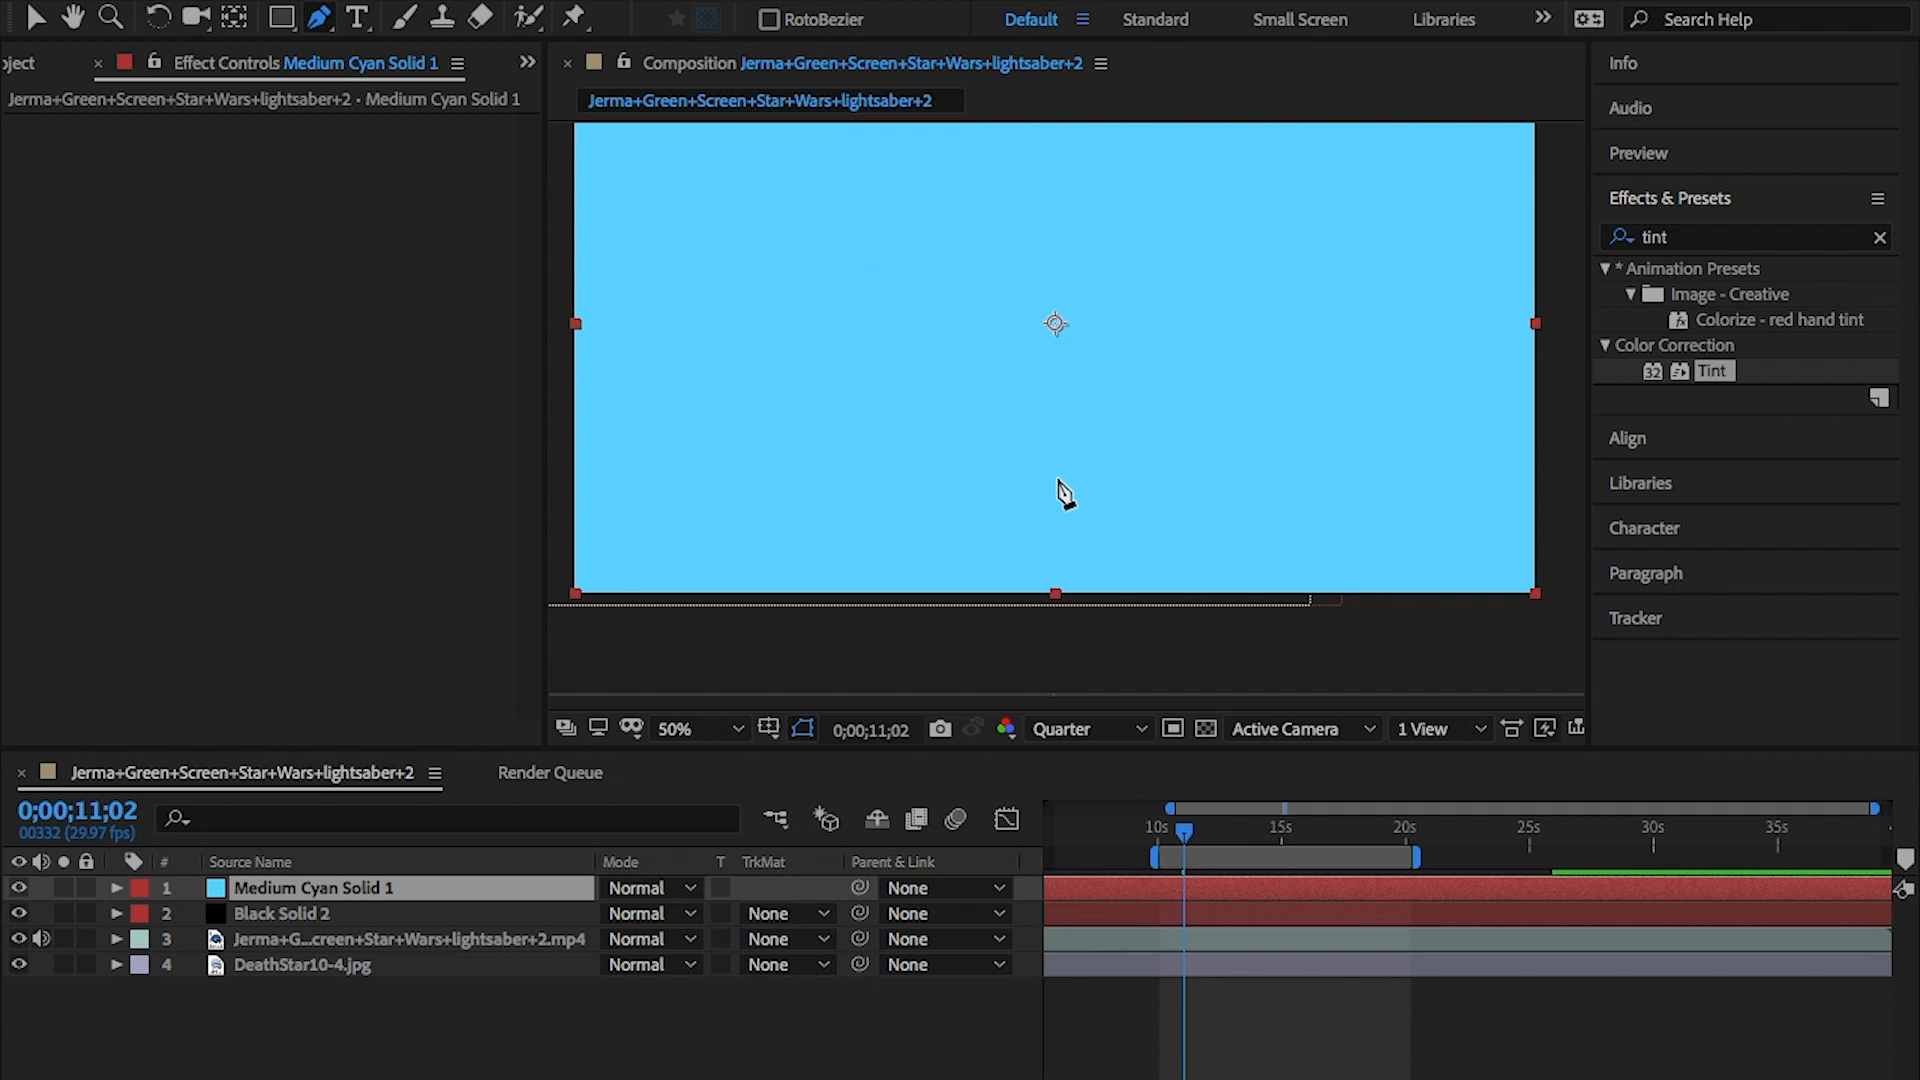 RotoBezier
Default
Standard
Small Screen
Libraries
Search Help
oject
Effect Controls Medium Cyan Solid 1
Jerma+Green+Screen+Star+Wars+lightsaber+2 • Medium Cyan Solid 1
Composition Jerma+Green+Screen+Star+Wars+lightsaber+2
Jerma+Green+Screen+Star+Wars+lightsaber+2
Info
Audio
Preview
Effects & Presets
tint
* Animation Presets
Image - Creative
Colorize - red hand tint
Color Correction
32 Tint
Align
Libraries
Character
Paragraph
Tracker
50%
0;00;11;02
Quarter
Active Camera
1 View
Jerma+Green+Screen+Star+Wars+lightsaber+2
Render Queue
0;00;11;02
00332 (29.97 fps)
10s 15s 20s 25s 30s 35s
# Source Name Mode T TrkMat Parent & Link
1 Medium Cyan Solid 1 Normal None
2 Black Solid 2 Normal None None
3 Jerma+G...creen+Star+Wars+lightsaber+2.mp4 Normal None None
4 DeathStar10-4.jpg Normal None None